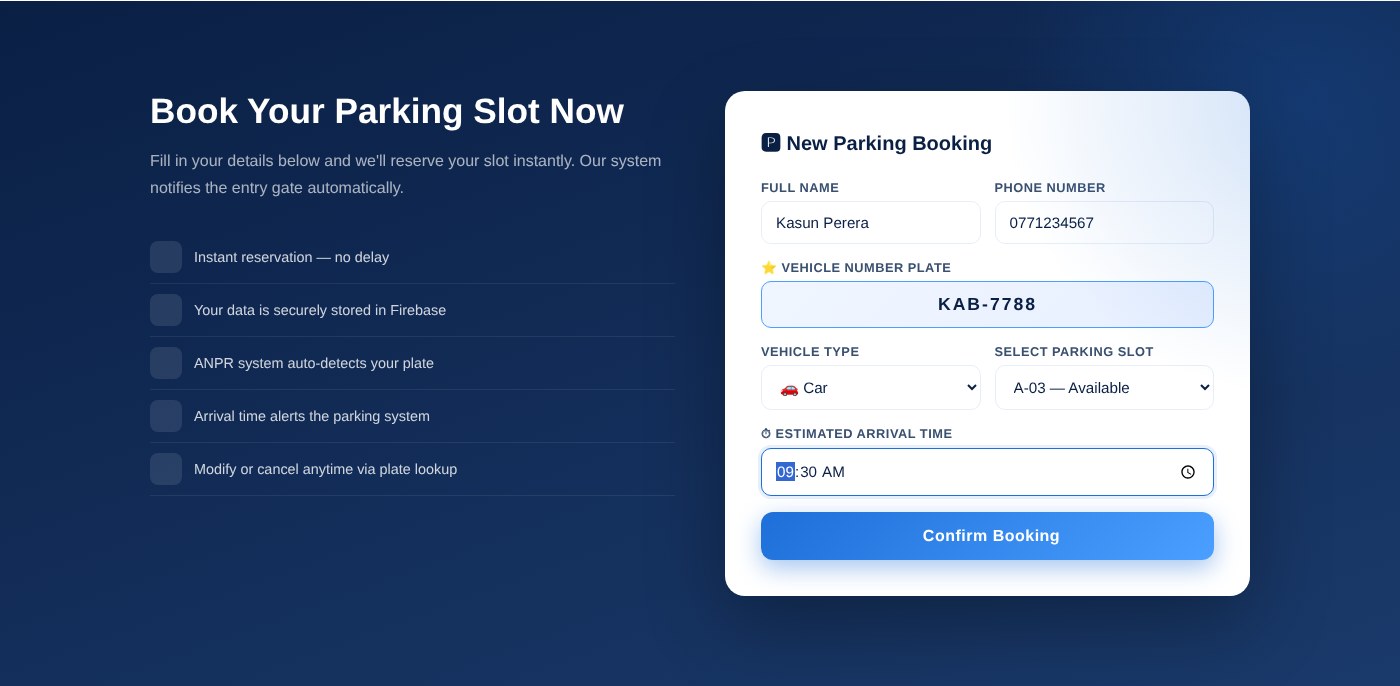 Book Your Parking Slot Now
Fill in your details below and we'll reserve your slot instantly. Our system
notifies the entry gate automatically.
Instant reservation — no delay
Your data is securely stored in Firebase
ANPR system auto-detects your plate
Arrival time alerts the parking system
Modify or cancel anytime via plate lookup
🅿 New Parking Booking
FULL NAME
Kasun Perera
PHONE NUMBER
0771234567
⭐ VEHICLE NUMBER PLATE
KAB-7788
VEHICLE TYPE
🚗 Car
SELECT PARKING SLOT
A-03 — Available
⏱ ESTIMATED ARRIVAL TIME
09:30 AM
Confirm Booking